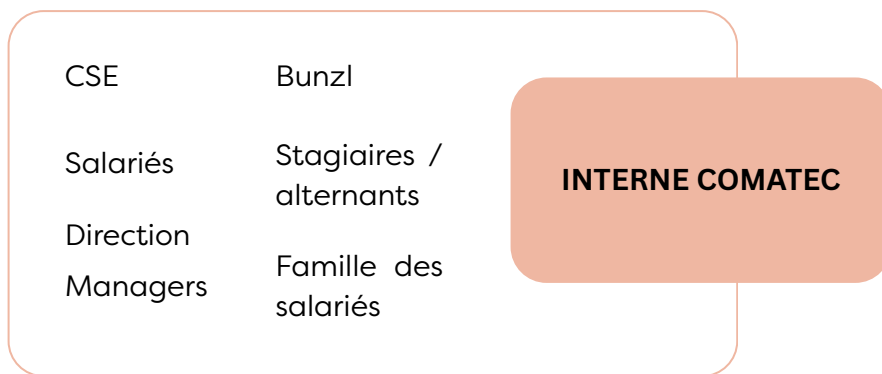 CSE
Salariés
Direction
Managers
Bunzl
Stagiaires /
alternants
Famille des
salariés
INTERNE COMATEC